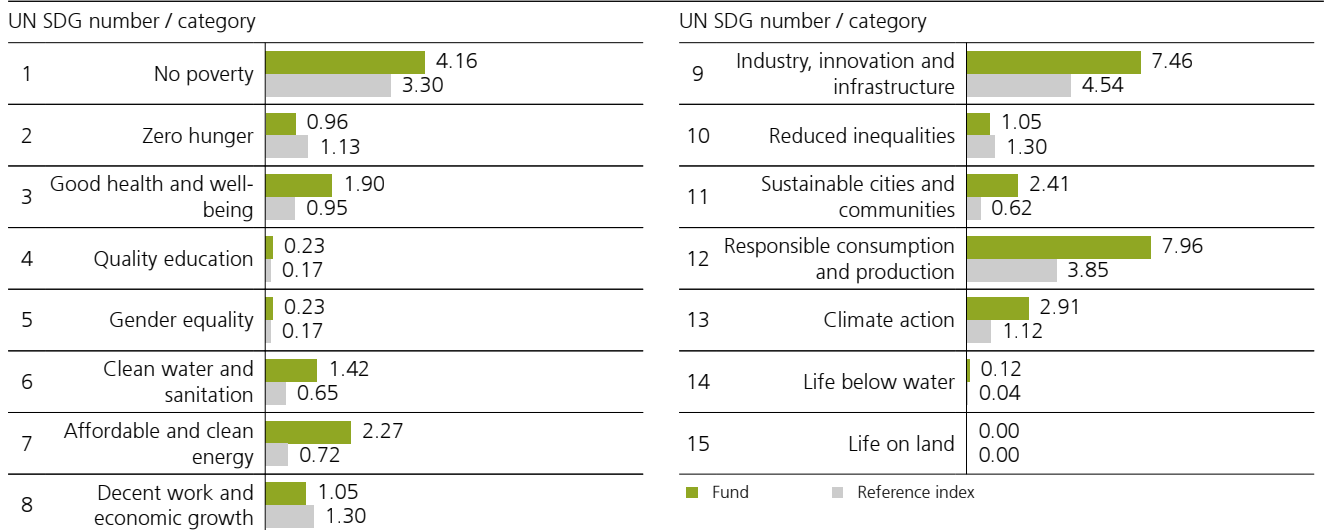 UN SDG number / category
1 No poverty 4.16
3.30
2 Zero hunger 0.96
1.13
3 Good health and well-
being 1.90
0.95
4 Quality education 0.23
0.17
5 Gender equality 0.23
0.17
6 Clean water and
sanitation 1.42
0.65
7 Affordable and clean
energy 2.27
0.72
8 Decent work and
economic growth 1.05
1.30
UN SDG number / category
9 Industry, innovation and
infrastructure 7.46
4.54
10 Reduced inequalities 1.05
1.30
11 Sustainable cities and
communities 2.41
0.62
12 Responsible consumption
and production 7.96
3.85
13 Climate action 2.91
1.12
14 Life below water 0.12
0.04
15 Life on land 0.00
0.00
Fund Reference index